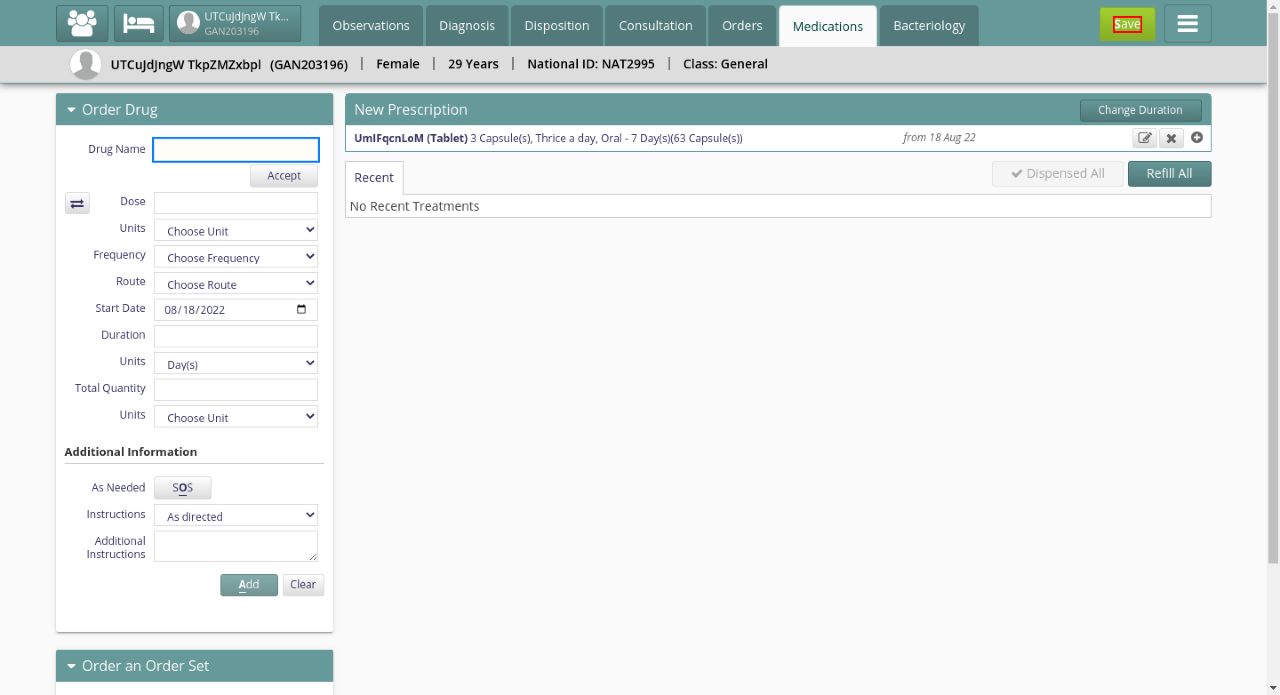 UTCuJdJngW Tk...
GAN203196
Observations
Diagnosis
Disposition
Consultation
Orders
Medications
Bacteriology
Save
UTCuJdJngW TkpZMZxbpl (GAN203196) | Female | 29 Years | National ID: NAT2995 | Class: General
Order Drug
Drug Name
Accept
Dose
Units Choose Unit
Frequency Choose Frequency
Route Choose Route
Start Date 08/18/2022
Duration
Units Day(s)
Total Quantity
Units Choose Unit
Additional Information
As Needed SOS
Instructions As directed
Additional
Instructions
Add Clear
Order an Order Set
New Prescription
Change Duration
UmIFqcnLoM (Tablet) 3 Capsule(s), Thrice a day, Oral - 7 Day(s)(63 Capsule(s)) from 18 Aug 22
Recent
Dispensed All
Refill All
No Recent Treatments